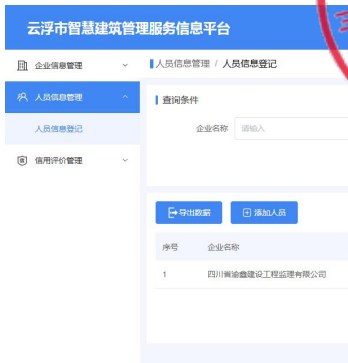 云浮市智慧建筑管理服务信息平台
企业信息管理
人员信息管理 / 人员信息登记
人员信息管理
人员信息登记
信用评价管理
查询条件
企业名称 请输入
导出数据 添加人员
序号 企业名称
1 四川省渝鑫建设工程监理有限公司